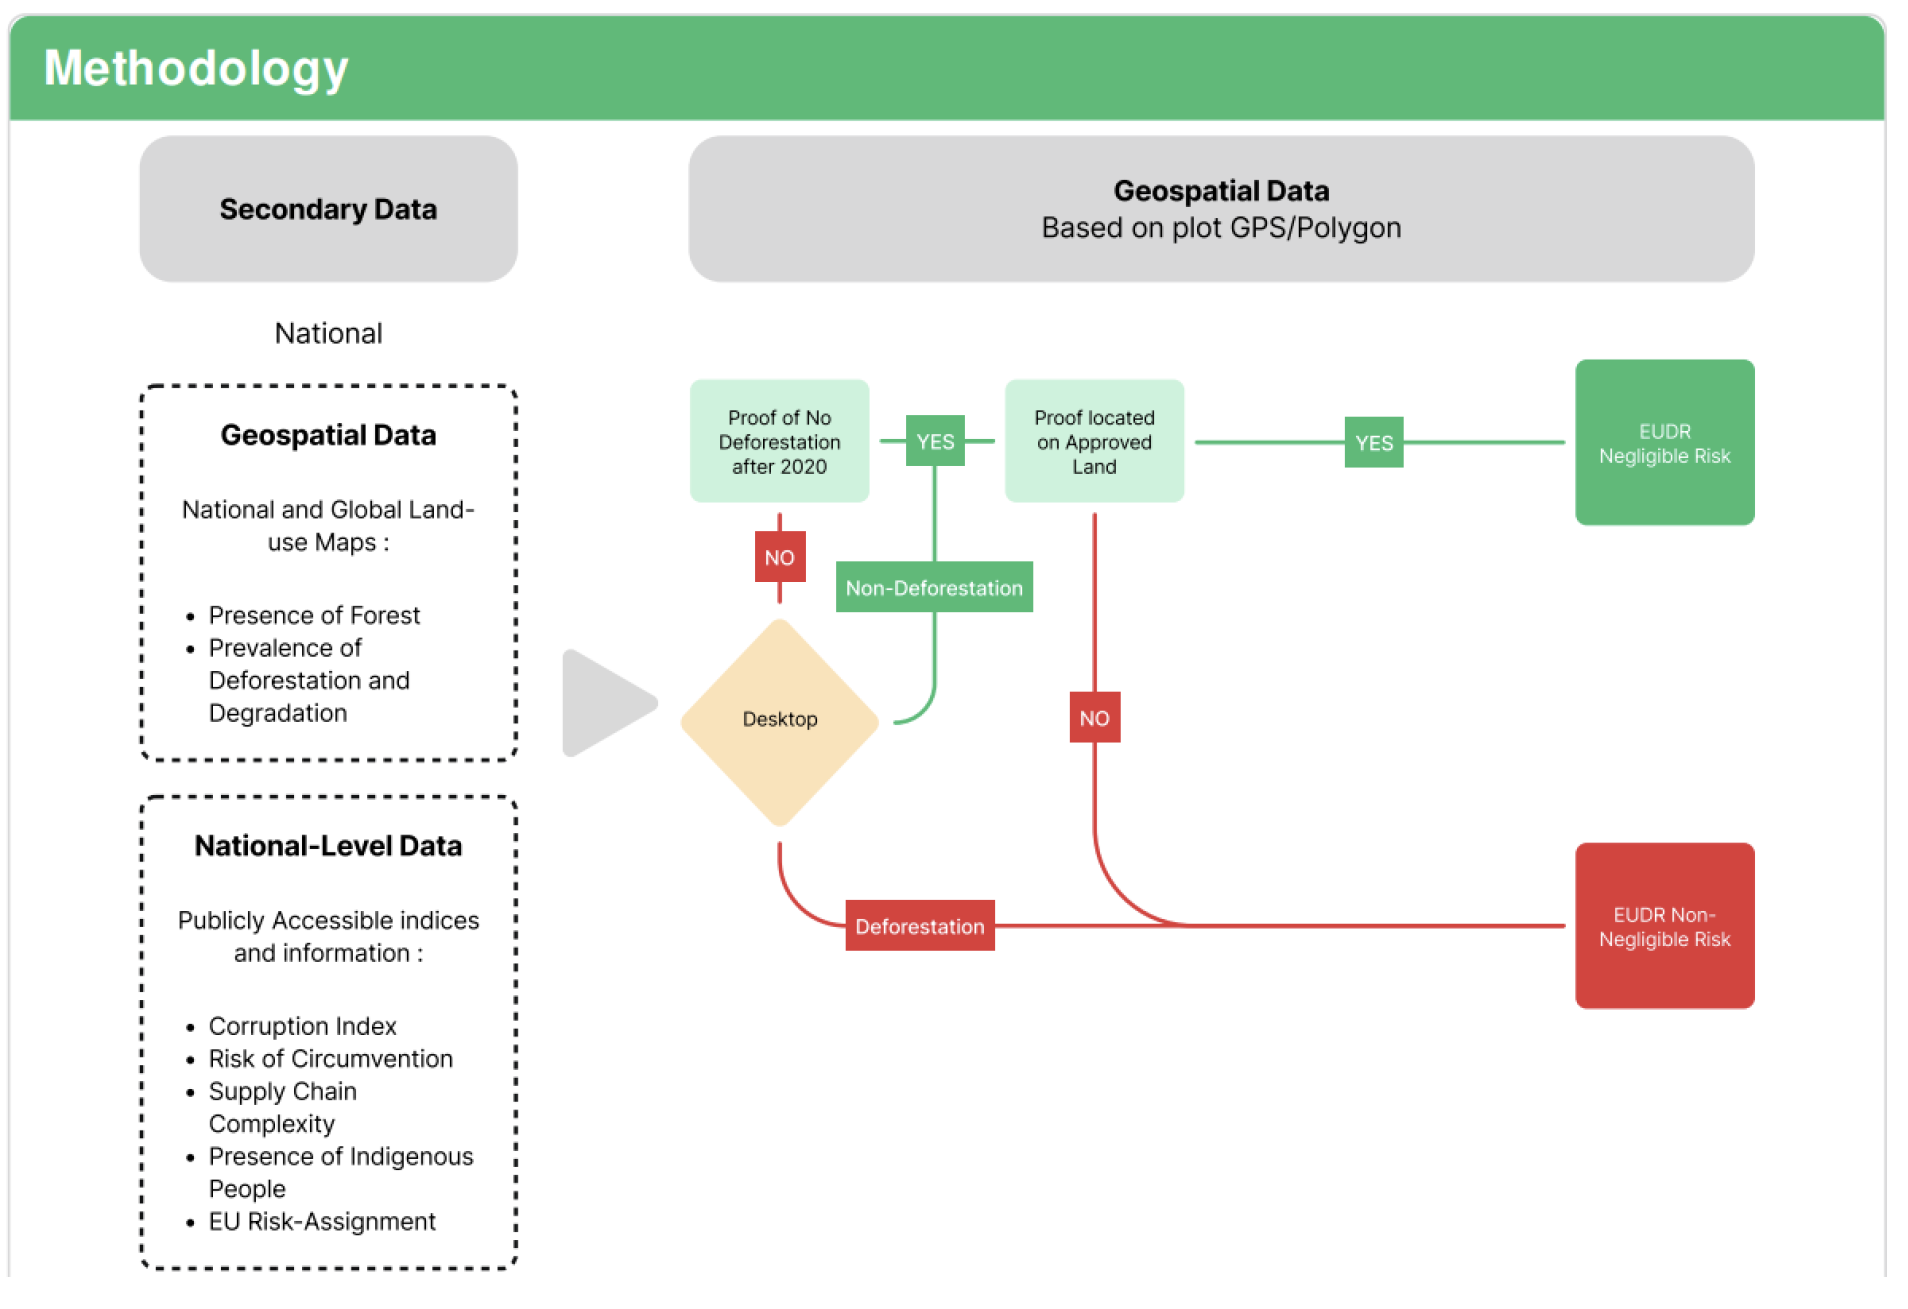 Methodology
Secondary Data
Geospatial Data
Based on plot GPS/Polygon
National
Geospatial Data
National and Global Land-
use Maps :
• Presence of Forest
• Prevalence of
Deforestation and
Degradation
National-Level Data
Publicly Accessible indices
and information :
• Corruption Index
• Risk of Circumvention
• Supply Chain
Complexity
• Presence of Indigenous
People
• EU Risk-Assignment
Proof of No
Deforestation
after 2020
YES
Proof located
on Approved
Land
YES
EUDR
Negligible Risk
NO
Non-Deforestation
Desktop
NO
Deforestation
EUDR Non-
Negligible Risk